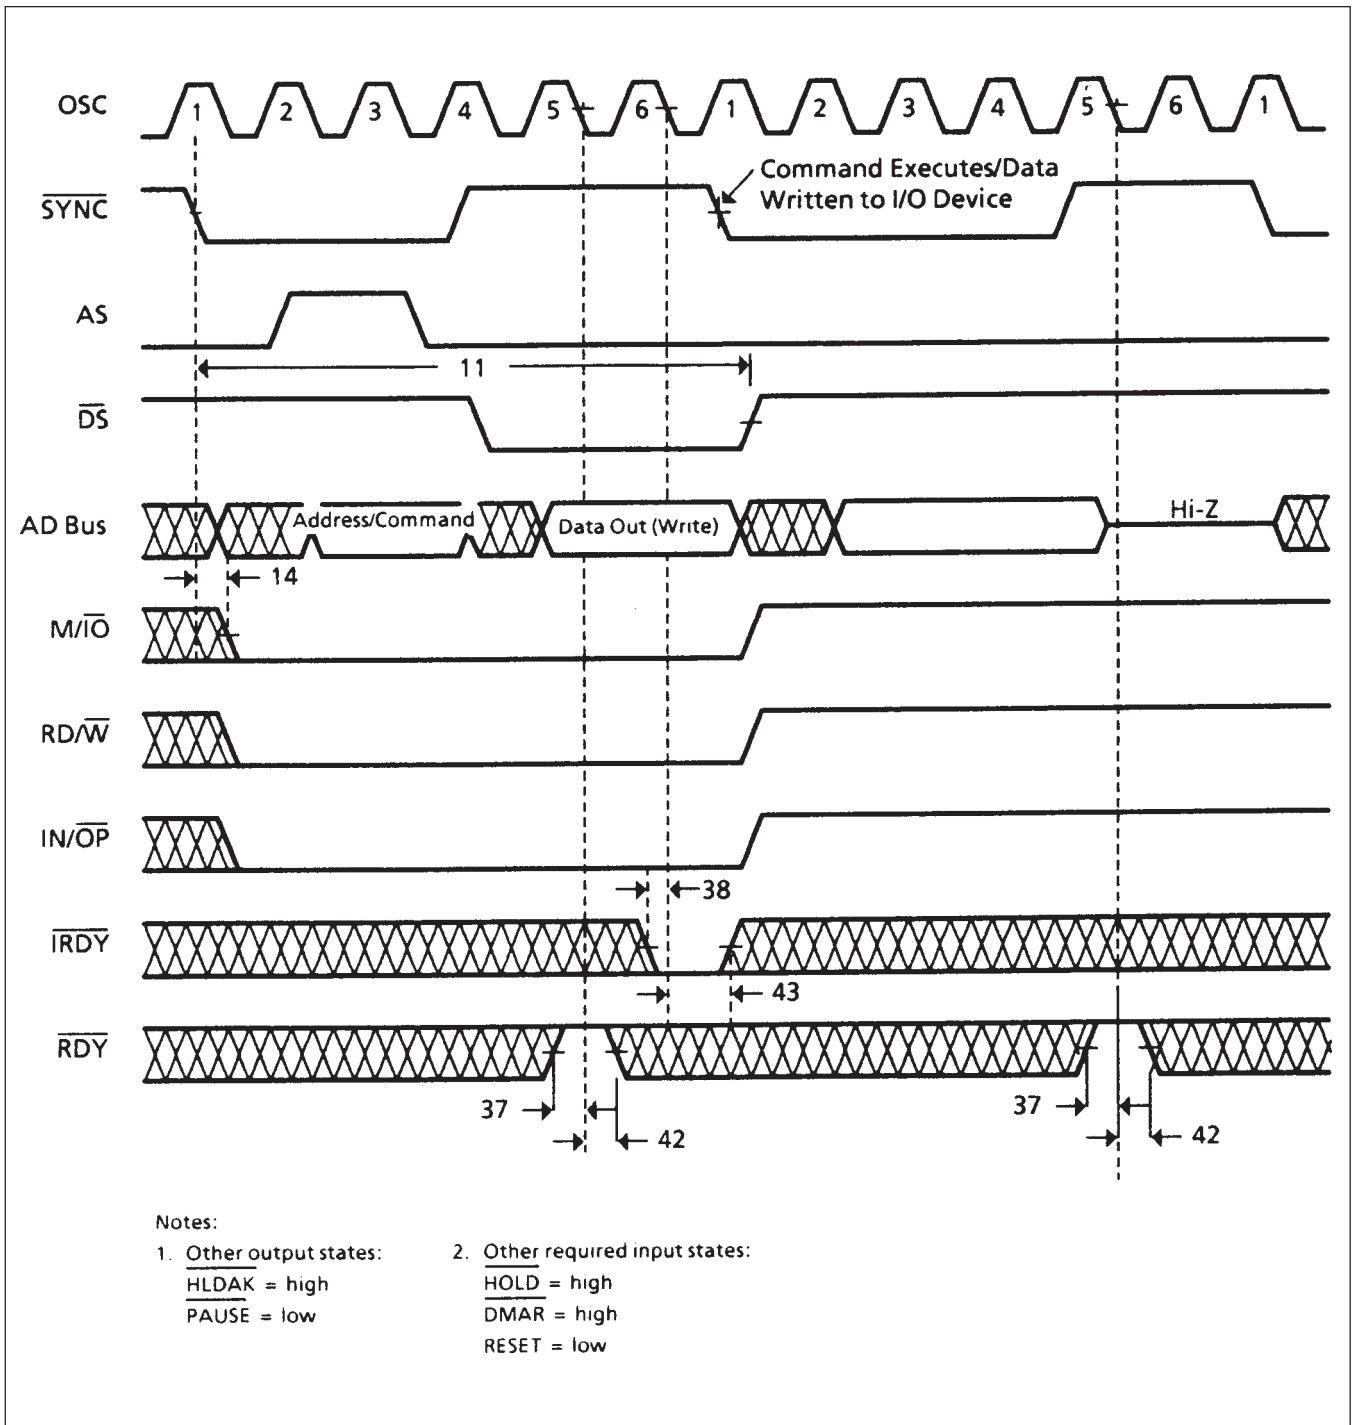 OSC 1 2 3 4 5 6 1 2 3 4 5 6 1
SYNC
Command Executes/Data
Written to I/O Device
AS
11
DS
AD Bus Address/Command Data Out (Write) Hi-Z
14
M/IO
RD/W
IN/OP
38
IRDY
43
RDY
37 37
42 42
Notes:
1. Other output states:
HLDAK = high
PAUSE = low
2. Other required input states:
HOLD = high
DMAR = high
RESET = low